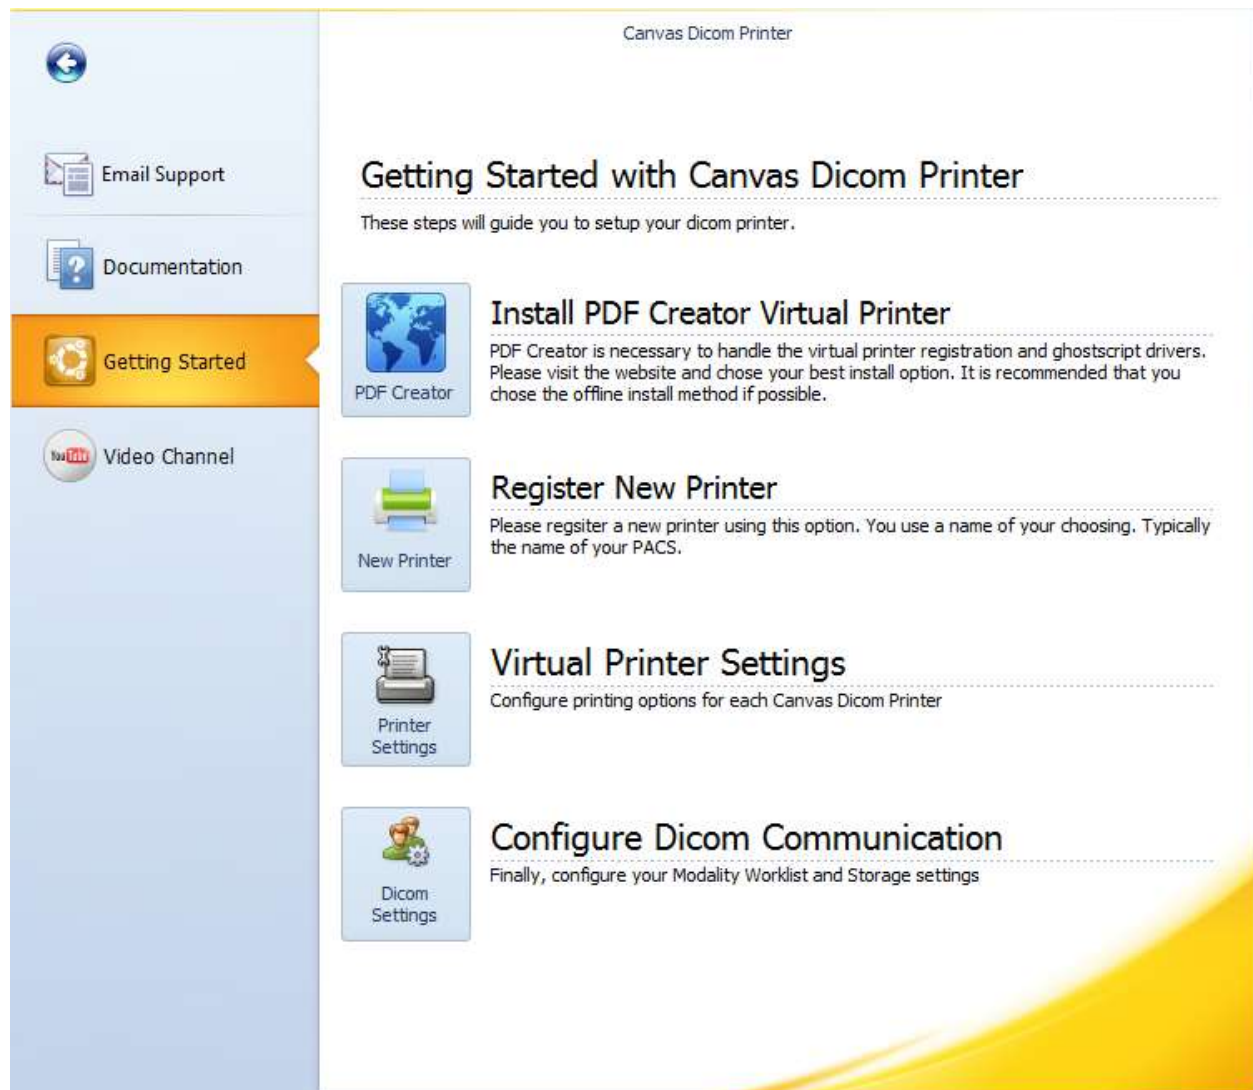 Canvas Dicom Printer
Email Support
Documentation
Getting Started
YouTube
Video Channel
Getting Started with Canvas Dicom Printer
These steps will guide you to setup your dicom printer.
PDF Creator
Install PDF Creator Virtual Printer
PDF Creator is necessary to handle the virtual printer registration and ghostscript drivers.
Please visit the website and chose your best install option. It is recommended that you
chose the offline install method if possible.
New Printer
Register New Printer
Please regsiter a new printer using this option. You use a name of your choosing. Typically
the name of your PACS.
Printer
Settings
Virtual Printer Settings
Configure printing options for each Canvas Dicom Printer
Dicom
Settings
Configure Dicom Communication
Finally, configure your Modality Worklist and Storage settings